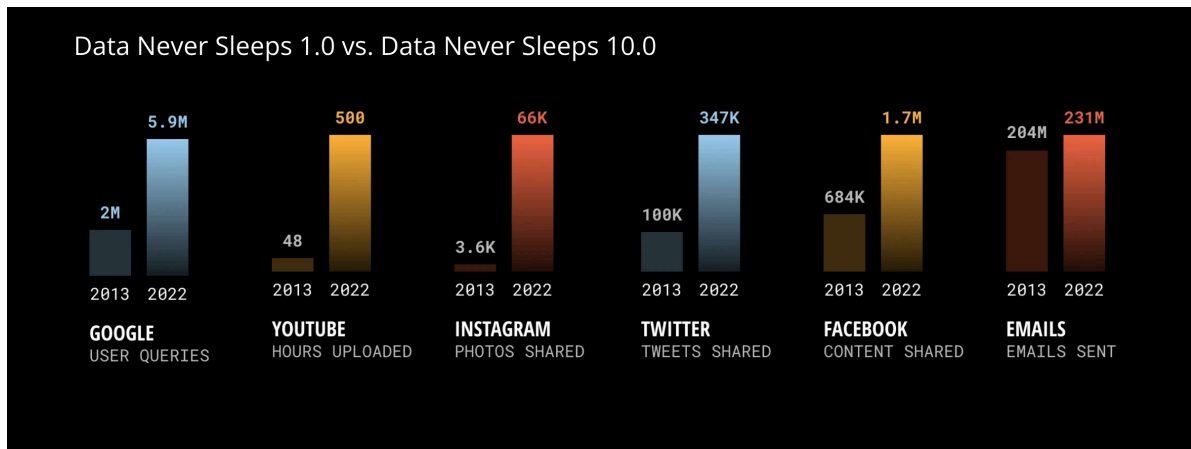 Data Never Sleeps 1.0 vs. Data Never Sleeps 10.0
2M 5.9M
2013 2022
GOOGLE
USER QUERIES
48 500
2013 2022
YOUTUBE
HOURS UPLOADED
3.6K 66K
2013 2022
INSTAGRAM
PHOTOS SHARED
100K 347K
2013 2022
TWITTER
TWEETS SHARED
684K 1.7M
2013 2022
FACEBOOK
CONTENT SHARED
204M 231M
2013 2022
EMAILS
EMAILS SENT